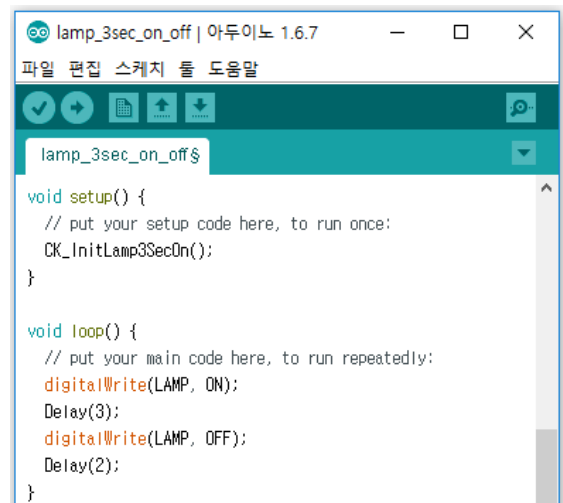 lamp_3sec_on_off | 아두이노 1.6.7
파일 편집 스케치 툴 도움말
lamp_3sec_on_off§
void setup() {
// put your setup code here, to run once:
CK_InitLamp3SecOn();
}
void loop() {
// put your main code here, to run repeatedly:
digitalWrite(LAMP, ON);
Delay(3);
digitalWrite(LAMP, OFF);
Delay(2);
}